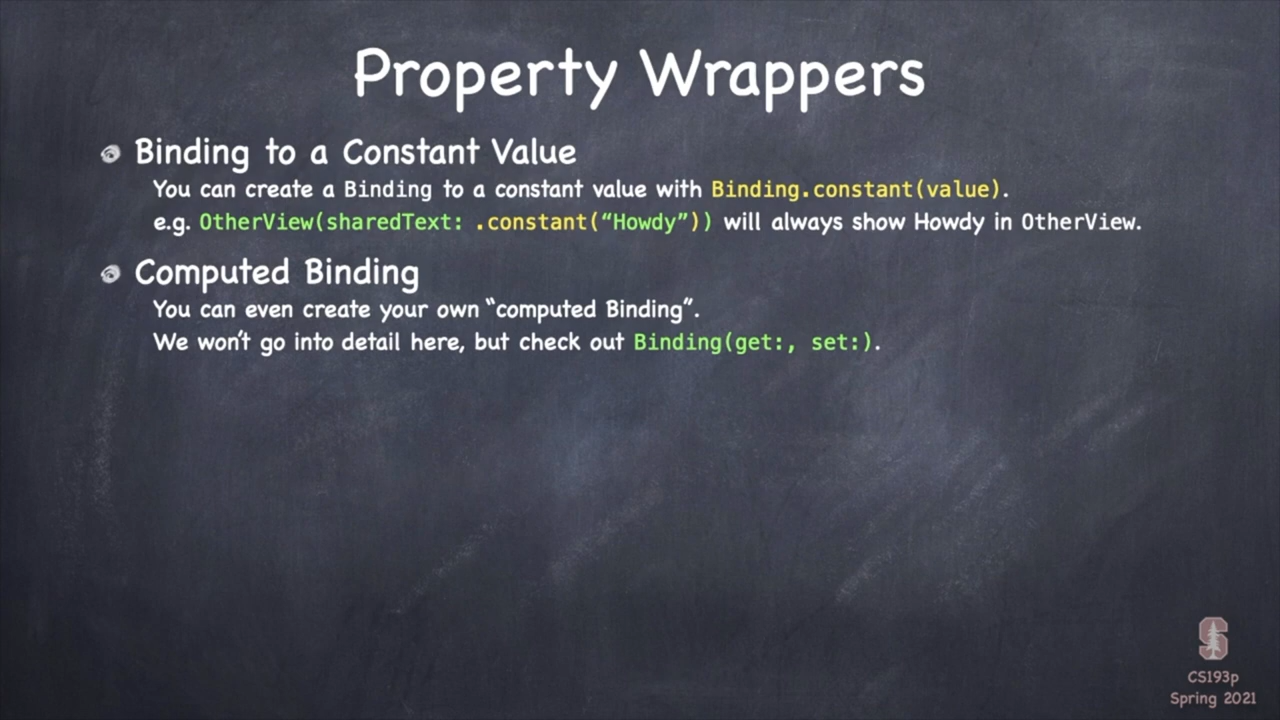 Property Wrappers
Binding to a Constant Value
You can create a Binding to a constant value with Binding.constant(value).
e.g. OtherView(sharedText: .constant(“Howdy”)) will always show Howdy in OtherView.
Computed Binding
You can even create your own “computed Binding”.
We won’t go into detail here, but check out Binding(get:, set:).
S
CS193p
Spring 2021